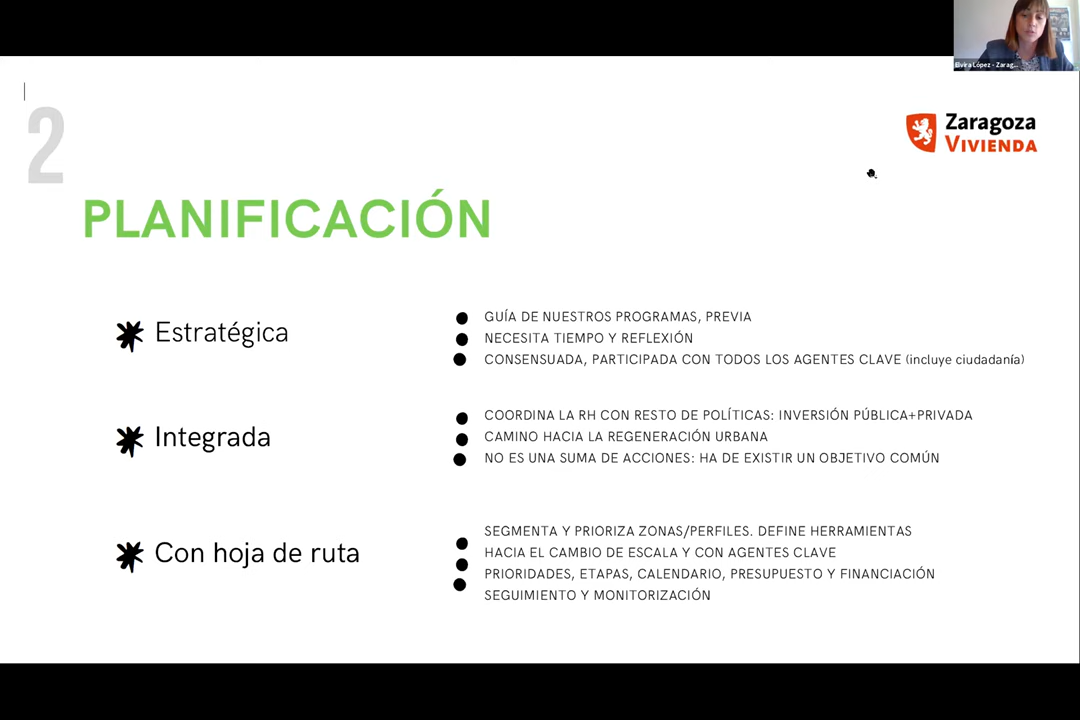 Elvira López - Zarag...
2
Zaragoza
VIVIENDA
PLANIFICACIÓN
Estratégica
GUÍA DE NUESTROS PROGRAMAS, PREVIA
NECESITA TIEMPO Y REFLEXIÓN
CONSENSUADA, PARTICIPADA CON TODOS LOS AGENTES CLAVE (incluye ciudadanía)
Integrada
COORDINA LA RH CON RESTO DE POLÍTICAS: INVERSIÓN PÚBLICA+PRIVADA
CAMINO HACIA LA REGENERACIÓN URBANA
NO ES UNA SUMA DE ACCIONES: HA DE EXISTIR UN OBJETIVO COMÚN
Con hoja de ruta
SEGMENTA Y PRIORIZA ZONAS/PERFILES. DEFINE HERRAMIENTAS
HACIA EL CAMBIO DE ESCALA Y CON AGENTES CLAVE
PRIORIDADES, ETAPAS, CALENDARIO, PRESUPUESTO Y FINANCIACIÓN
SEGUIMIENTO Y MONITORIZACIÓN